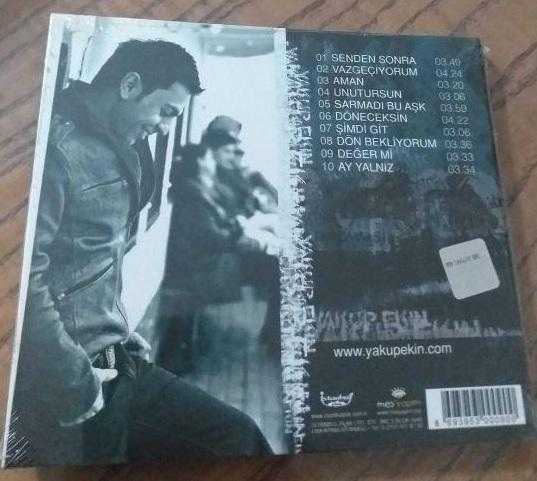 01 SENDEN SONRA 03.40
02 VAZGEÇİYORUM 04.24
03 AMAN 03.20
04 UNUTURSUN 03.06
05 SARMADI BU AŞK 03.59
06 DÖNECEKSİN 04.22
07 ŞİMDİ GİT 03.06
08 DÖN BEKLİYORUM 03.36
09 DEĞER Mİ 03.33
10 AY YALNIZ 03.34
YAKUP EKİN
www.yakupekin.com